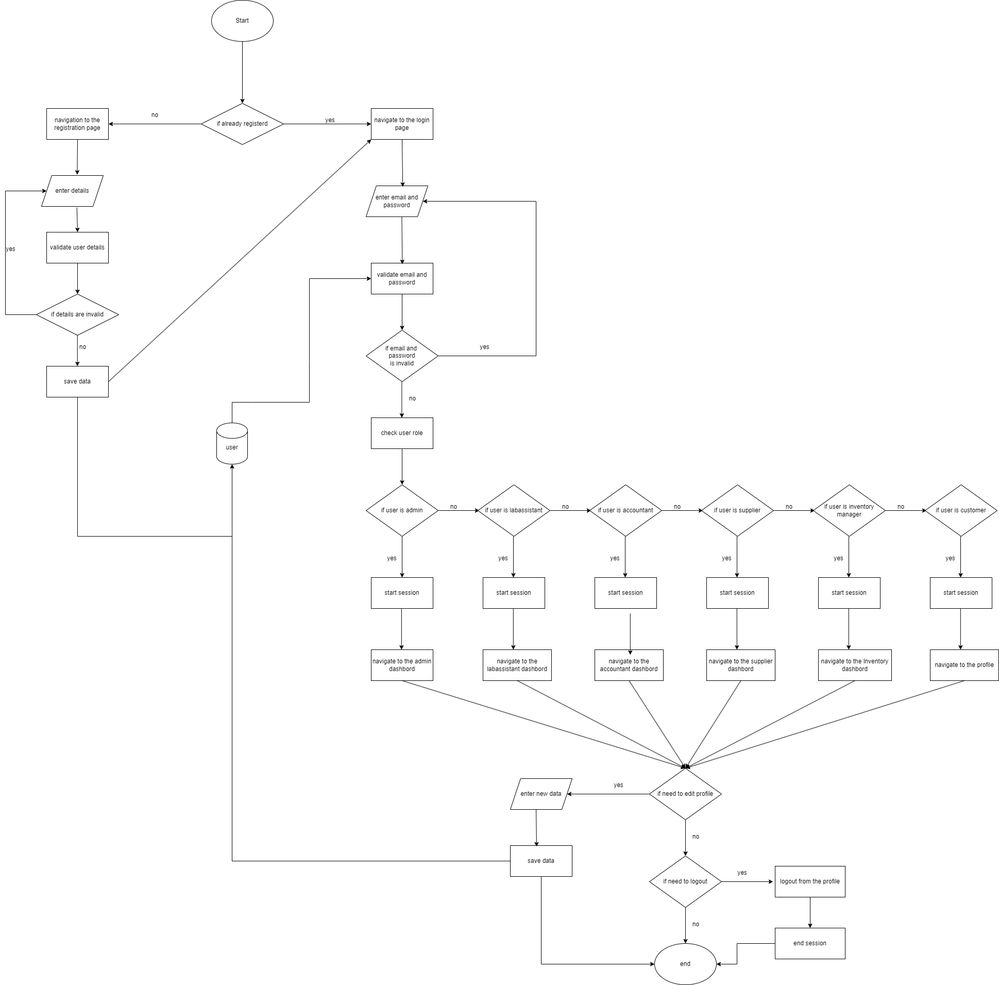 Start
no
yes
navigation to the
registration page
if already registerd
navigate to the login
page
enter details
enter email and
password
yes
validate user details
validate email and
password
if details are invalid
no
if email and
password
is invalid
yes
save data
no
user
check user role
if user is admin
no
if user is labassistant
no
if user is accountant
no
if user is supplier
no
if user is inventory
manager
no
if user is customer
yes
yes
yes
yes
yes
yes
start session
start session
start session
start session
start session
start session
navigate to the admin
dashbord
navigate to the
labassistant dashbord
navigate to the
accountant dashbord
navigate to the supplier
dashbord
navigate to the Inventory
dashbord
navigate to the profile
yes
enter new data
if need to edit profile
no
save data
if need to logout
yes
logout from the profile
no
end session
end